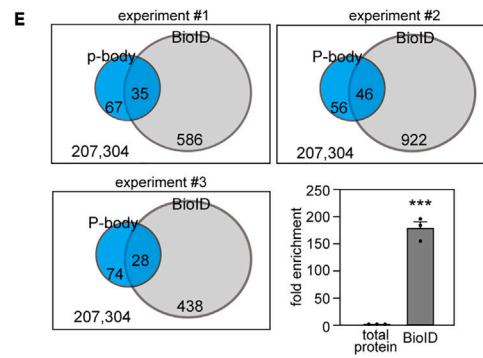 E
experiment #1
p-body
BioID
67
35
586
207,304
experiment #2
P-body
BioID
56
46
922
207,304
experiment #3
P-body
BioID
74
28
438
207,304
fold enrichment
250
200
150
100
50
0
***
total
protein
BioID